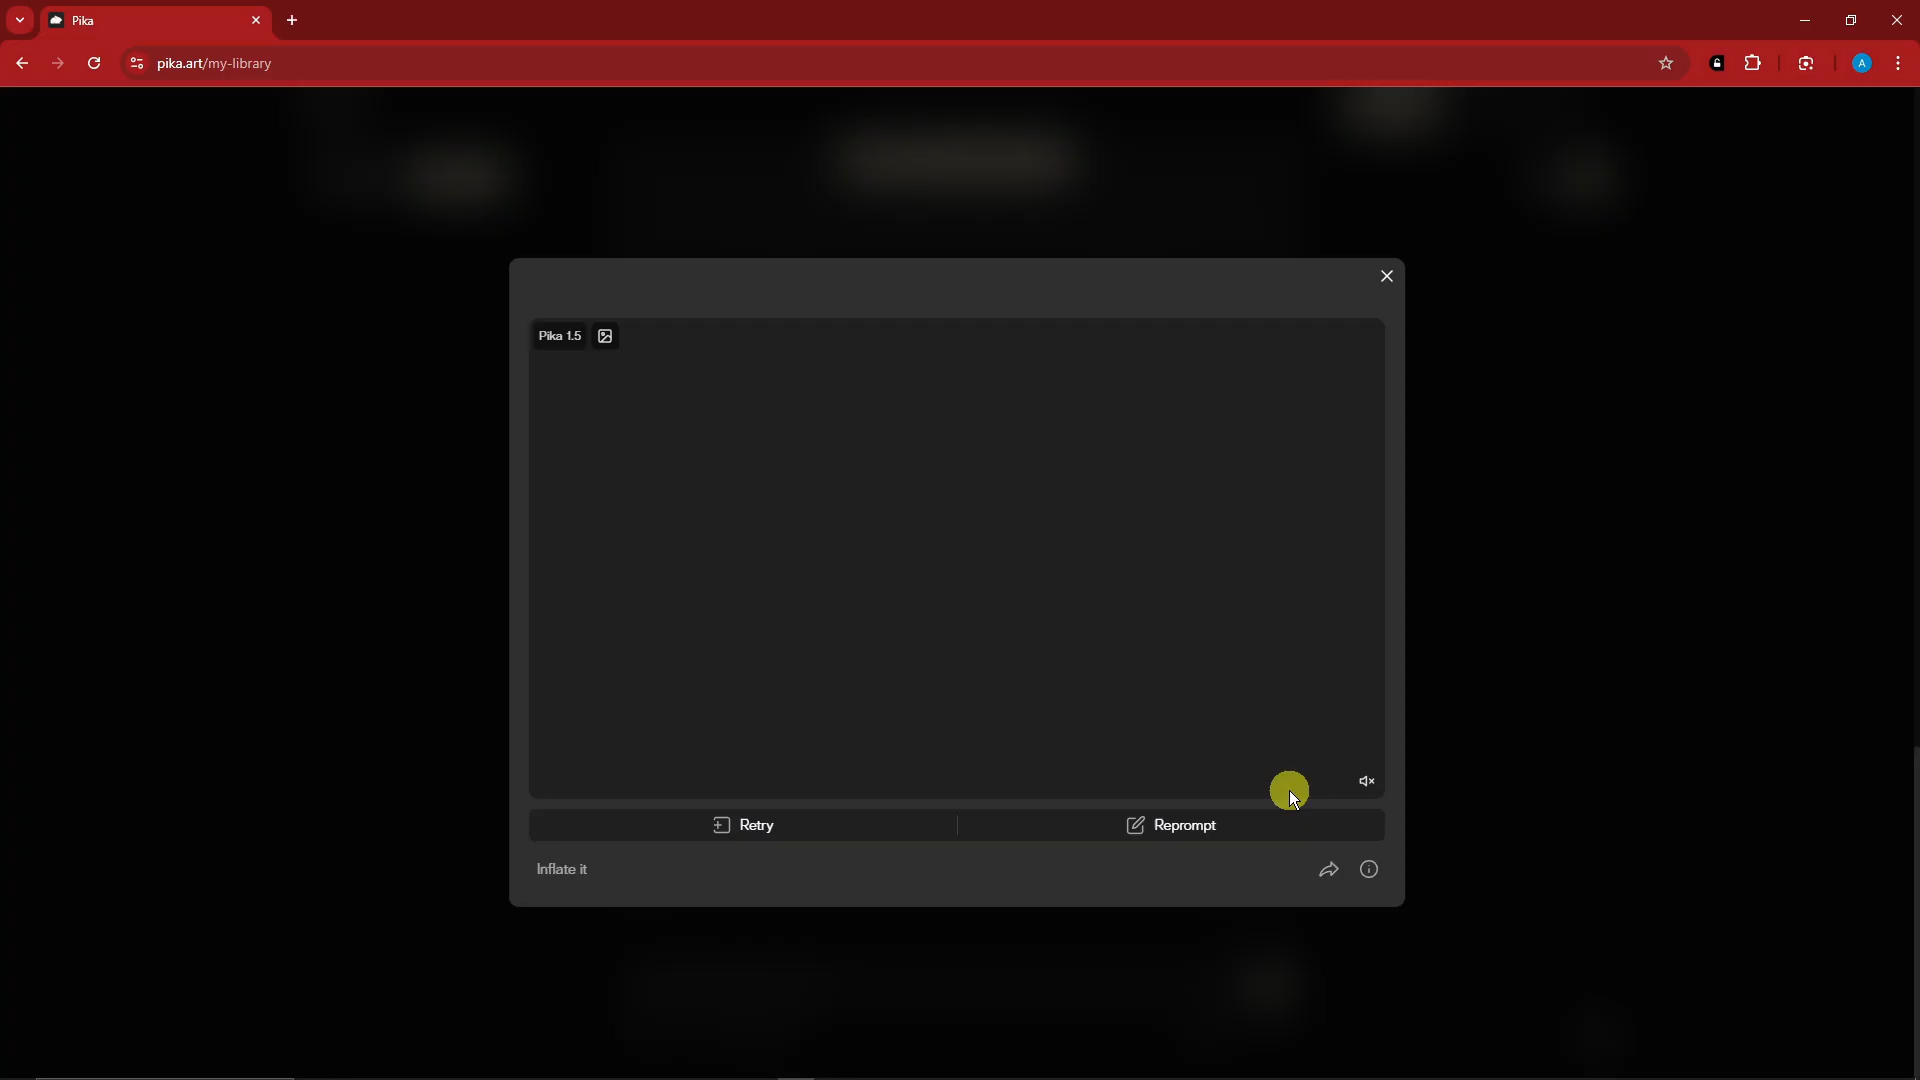 Pika
pika.art/my-library
A
Pika 1.5
Retry
Reprompt
Inflate it